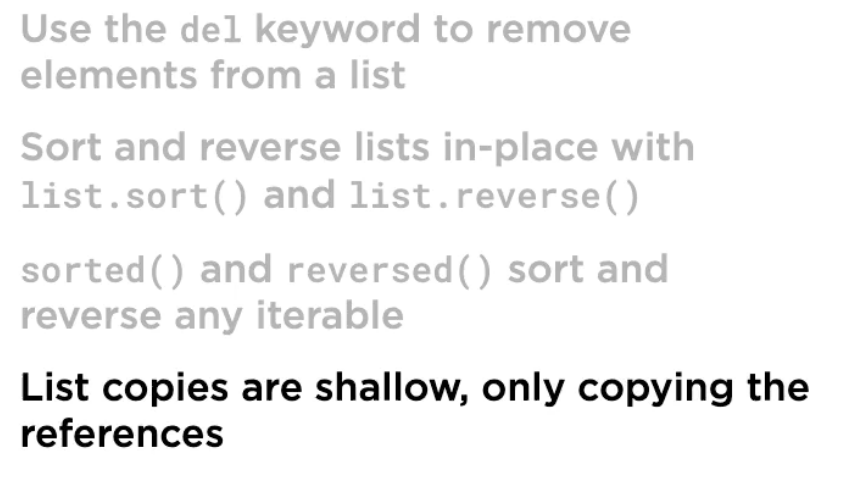 Use the del keyword to remove
elements from a list
Sort and reverse lists in-place with
list.sort() and list.reverse()
sorted() and reversed() sort and
reverse any iterable
List copies are shallow, only copying the
references